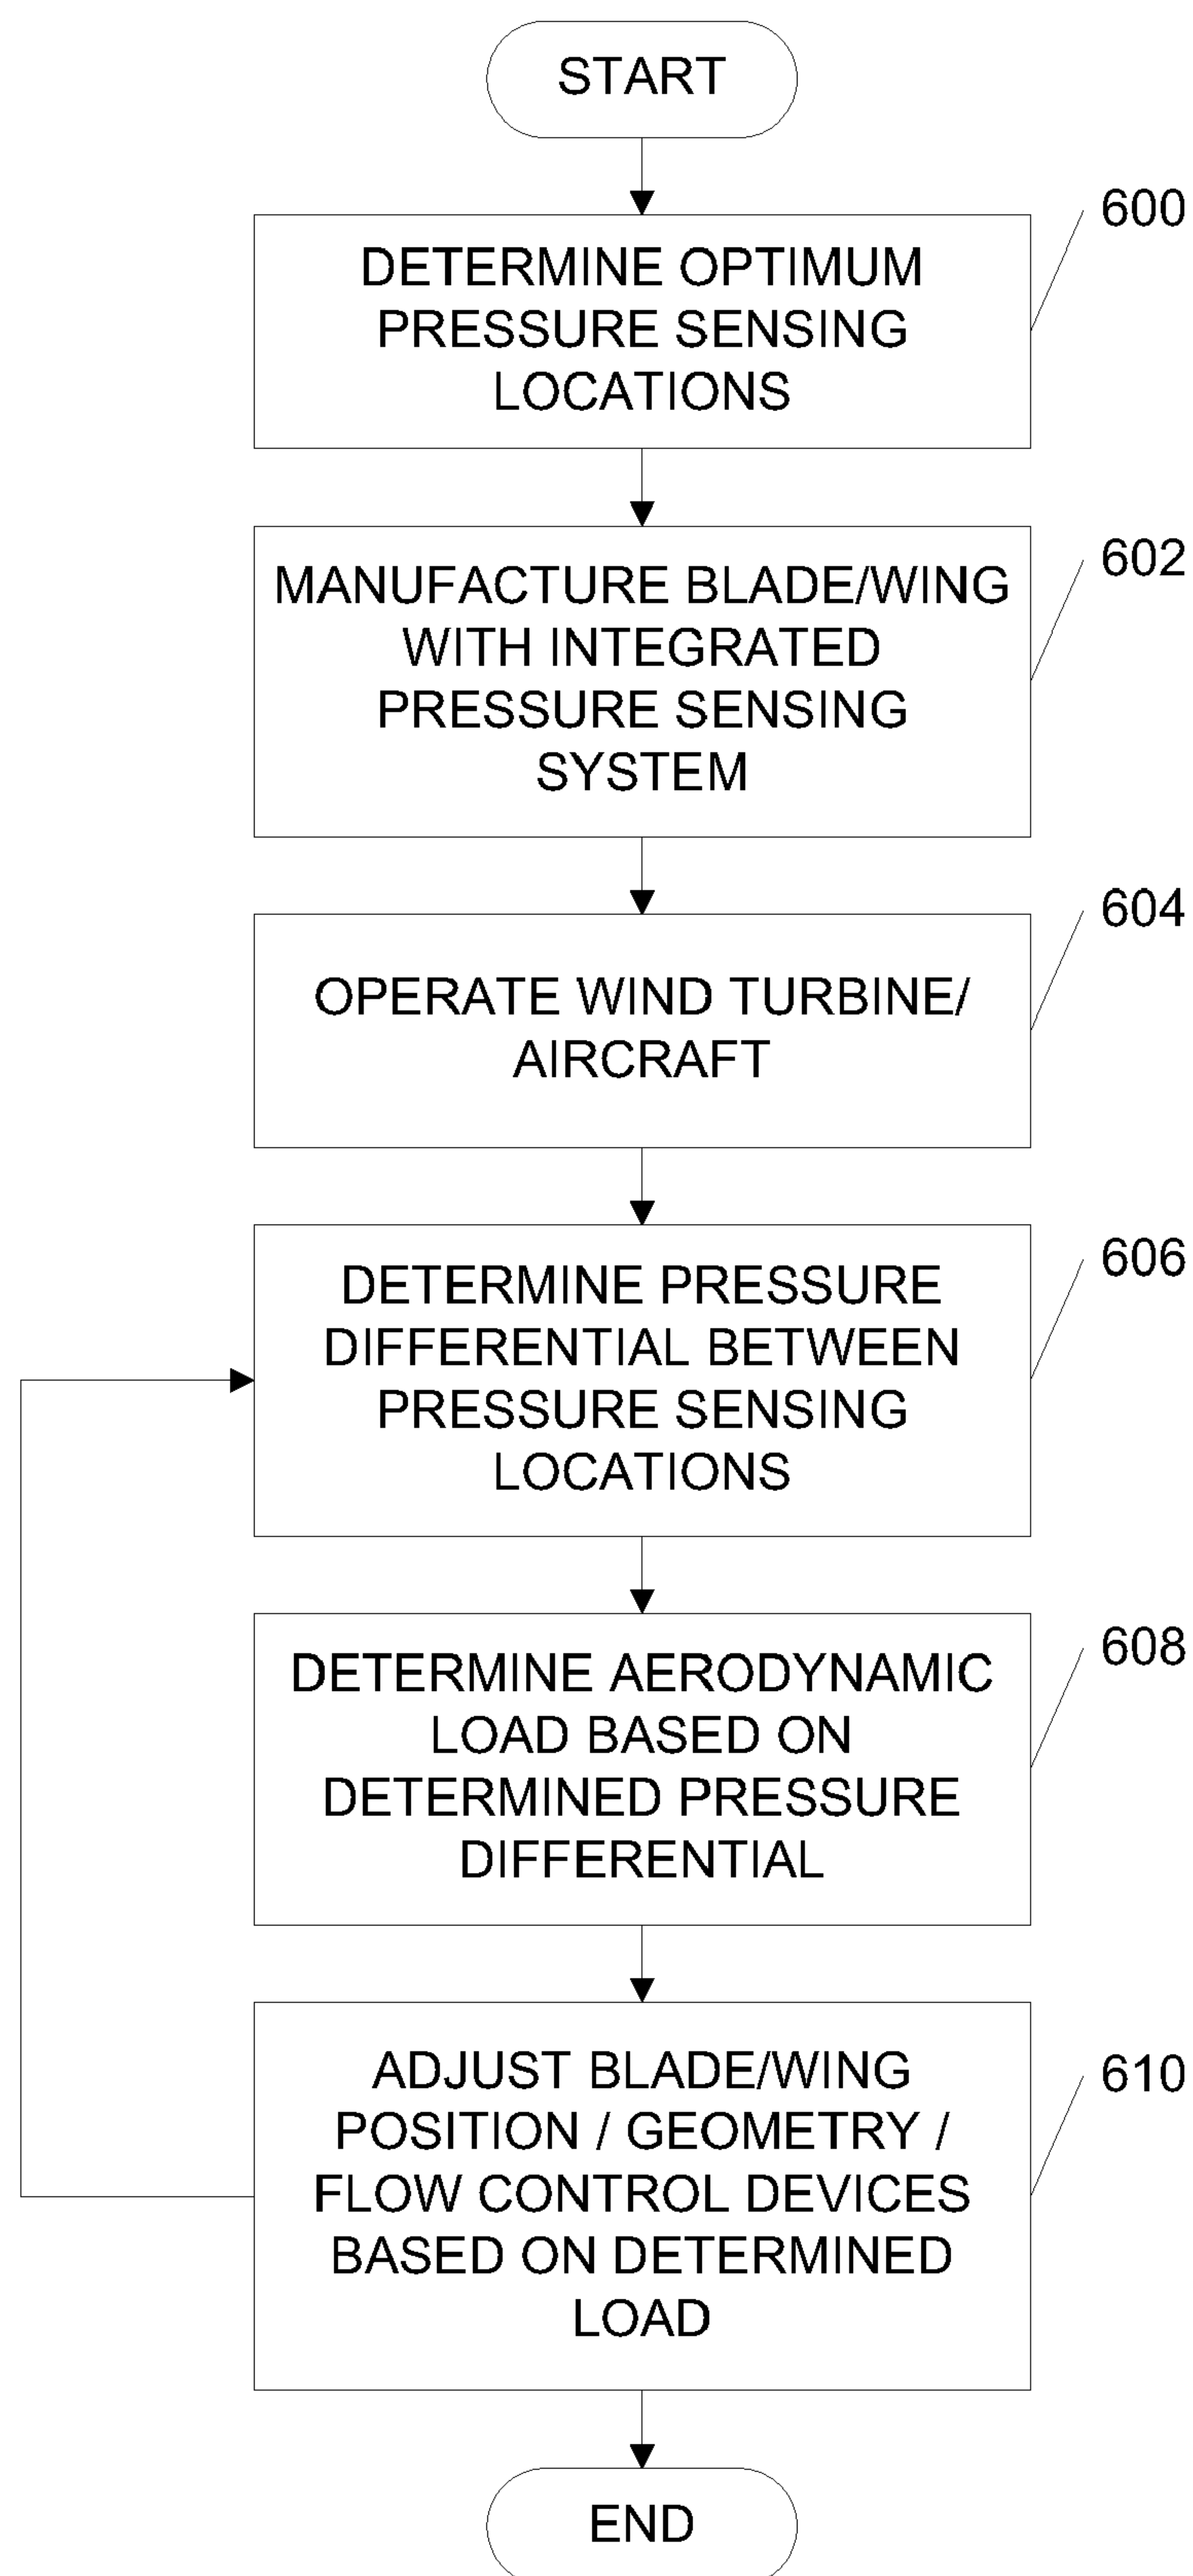 START
600
DETERMINE OPTIMUM
PRESSURE SENSING
LOCATIONS
602
MANUFACTURE BLADE/WING
WITH INTEGRATED
PRESSURE SENSING
SYSTEM
604
OPERATE WIND TURBINE/
AIRCRAFT
606
DETERMINE PRESSURE
DIFFERENTIAL BETWEEN
PRESSURE SENSING
LOCATIONS
608
DETERMINE AERODYNAMIC
LOAD BASED ON
DETERMINED PRESSURE
DIFFERENTIAL
610
ADJUST BLADE/WING
POSITION / GEOMETRY /
FLOW CONTROL DEVICES
BASED ON DETERMINED
LOAD
END